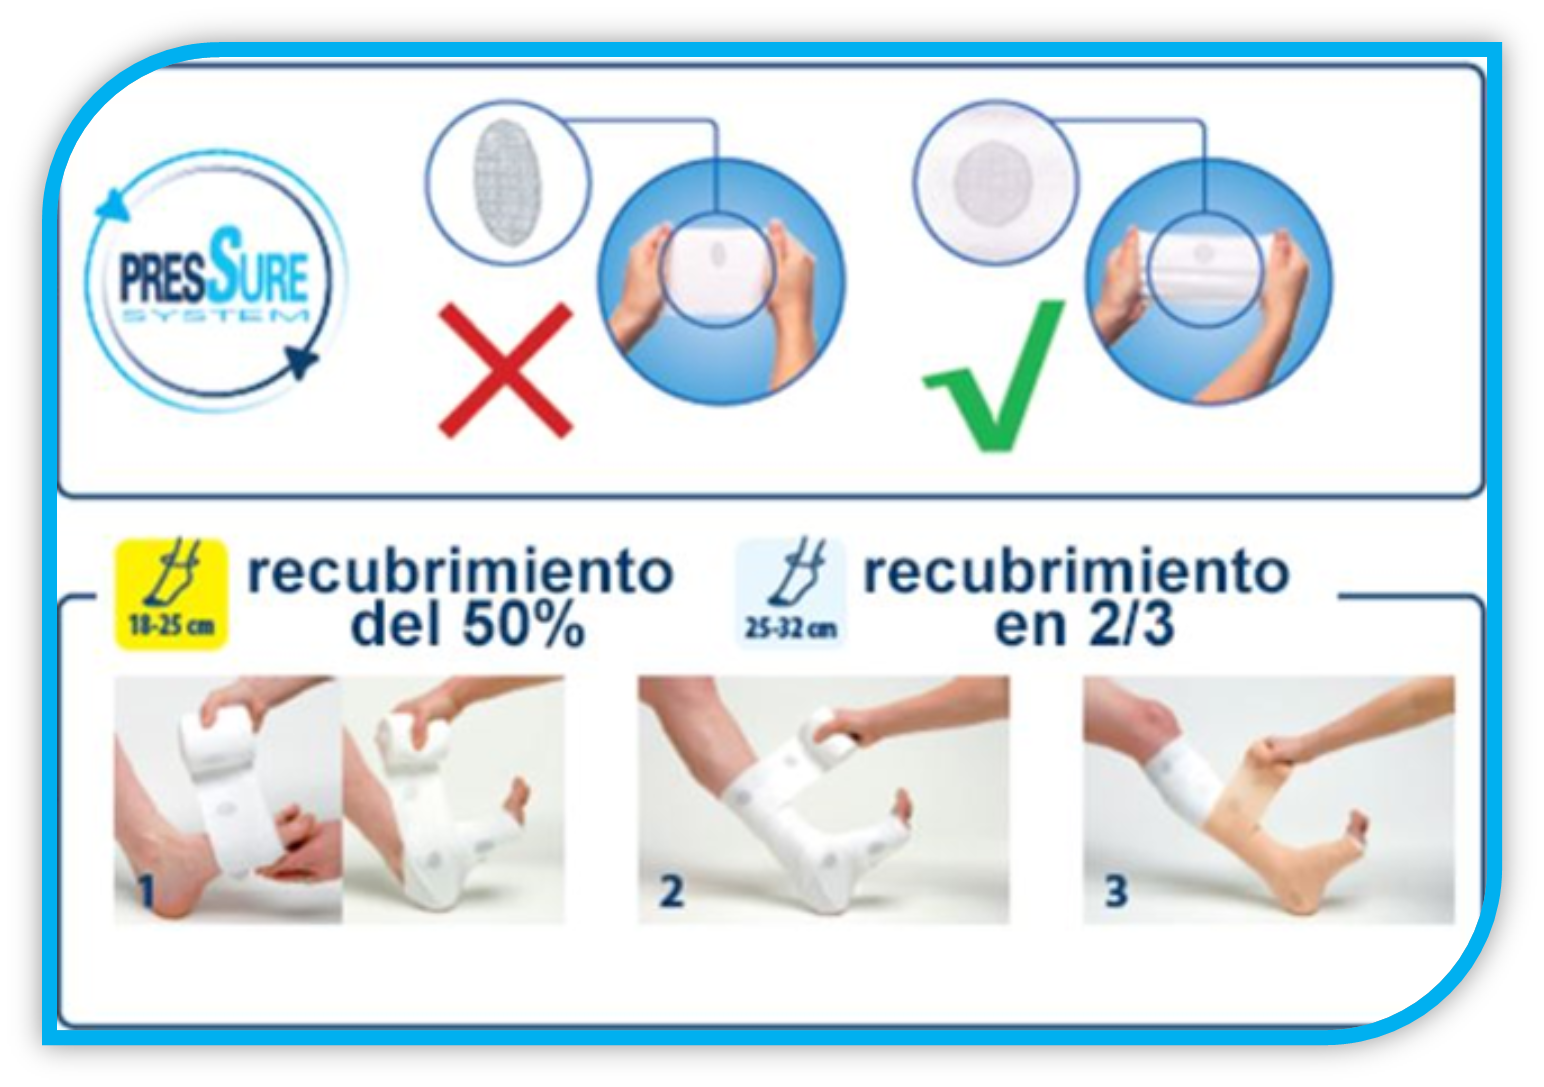 PRESSURE
SYSTEM
18-25 cm
recubrimiento
del 50%
25-32 cm
recubrimiento
en 2/3
1
2
3